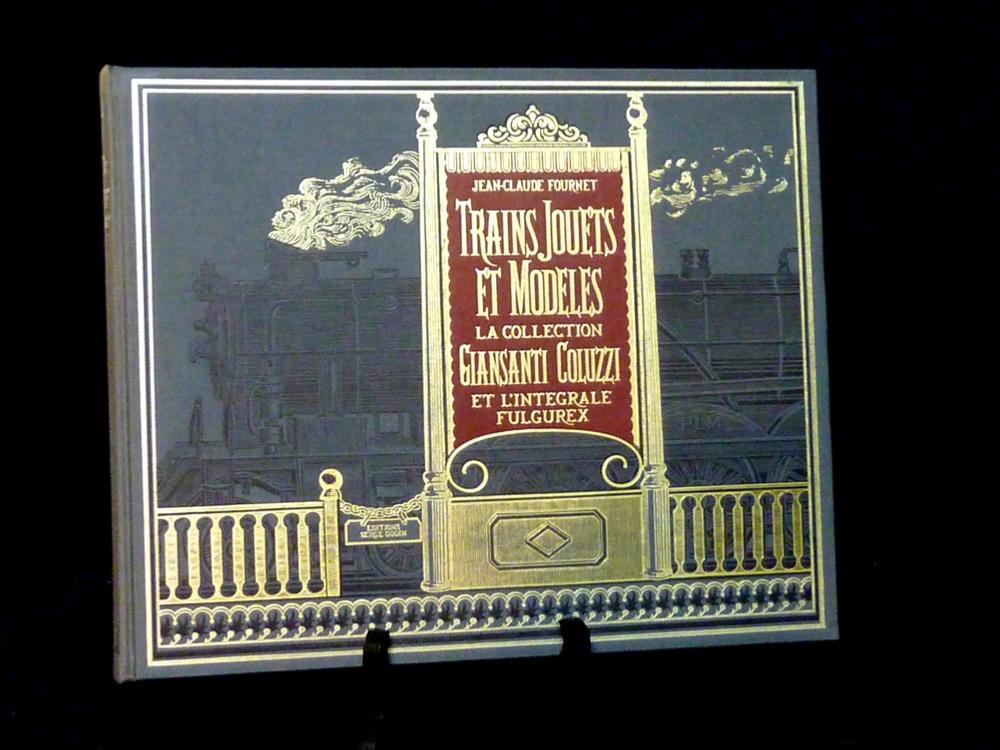 JEAN-CLAUDE FOURNET
TRAINS JOUETS
ET MODELES
LA COLLECTION
GIANSANTI COLUZZI
ET L'INTEGRALE
FULGUREX
PLM
EDITIONS
SERGE GODIN